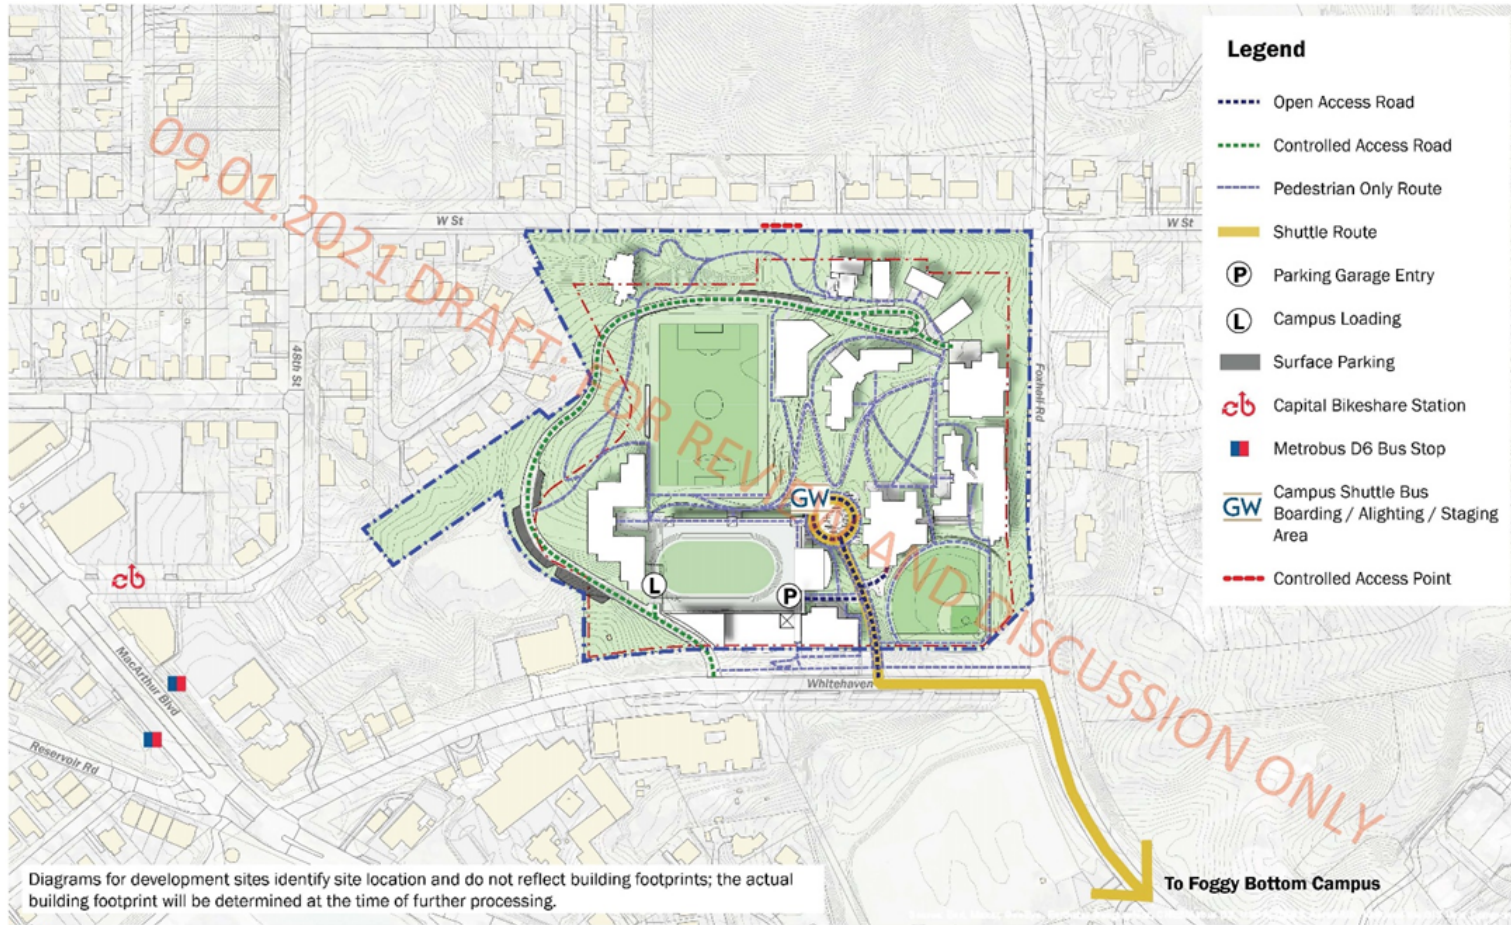 Legend
Open Access Road
Controlled Access Road
Pedestrian Only Route
Shuttle Route
P
Parking Garage Entry
L
Campus Loading
Surface Parking
cb
Capital Bikeshare Station
Metrobus D6 Bus Stop
GW
Campus Shuttle Bus
Boarding / Alighting / Staging
Area
Controlled Access Point
09.01.2021 DRAFT: FOR REVIEW AND DISCUSSION ONLY
W St
W St
48th St
Foxhall Rd
GW
L
P
cb
MacArthur Blvd
Whitehaven
Reservoir Rd
To Foggy Bottom Campus
Diagrams for development sites identify site location and do not reflect building footprints; the actual
building footprint will be determined at the time of further processing.